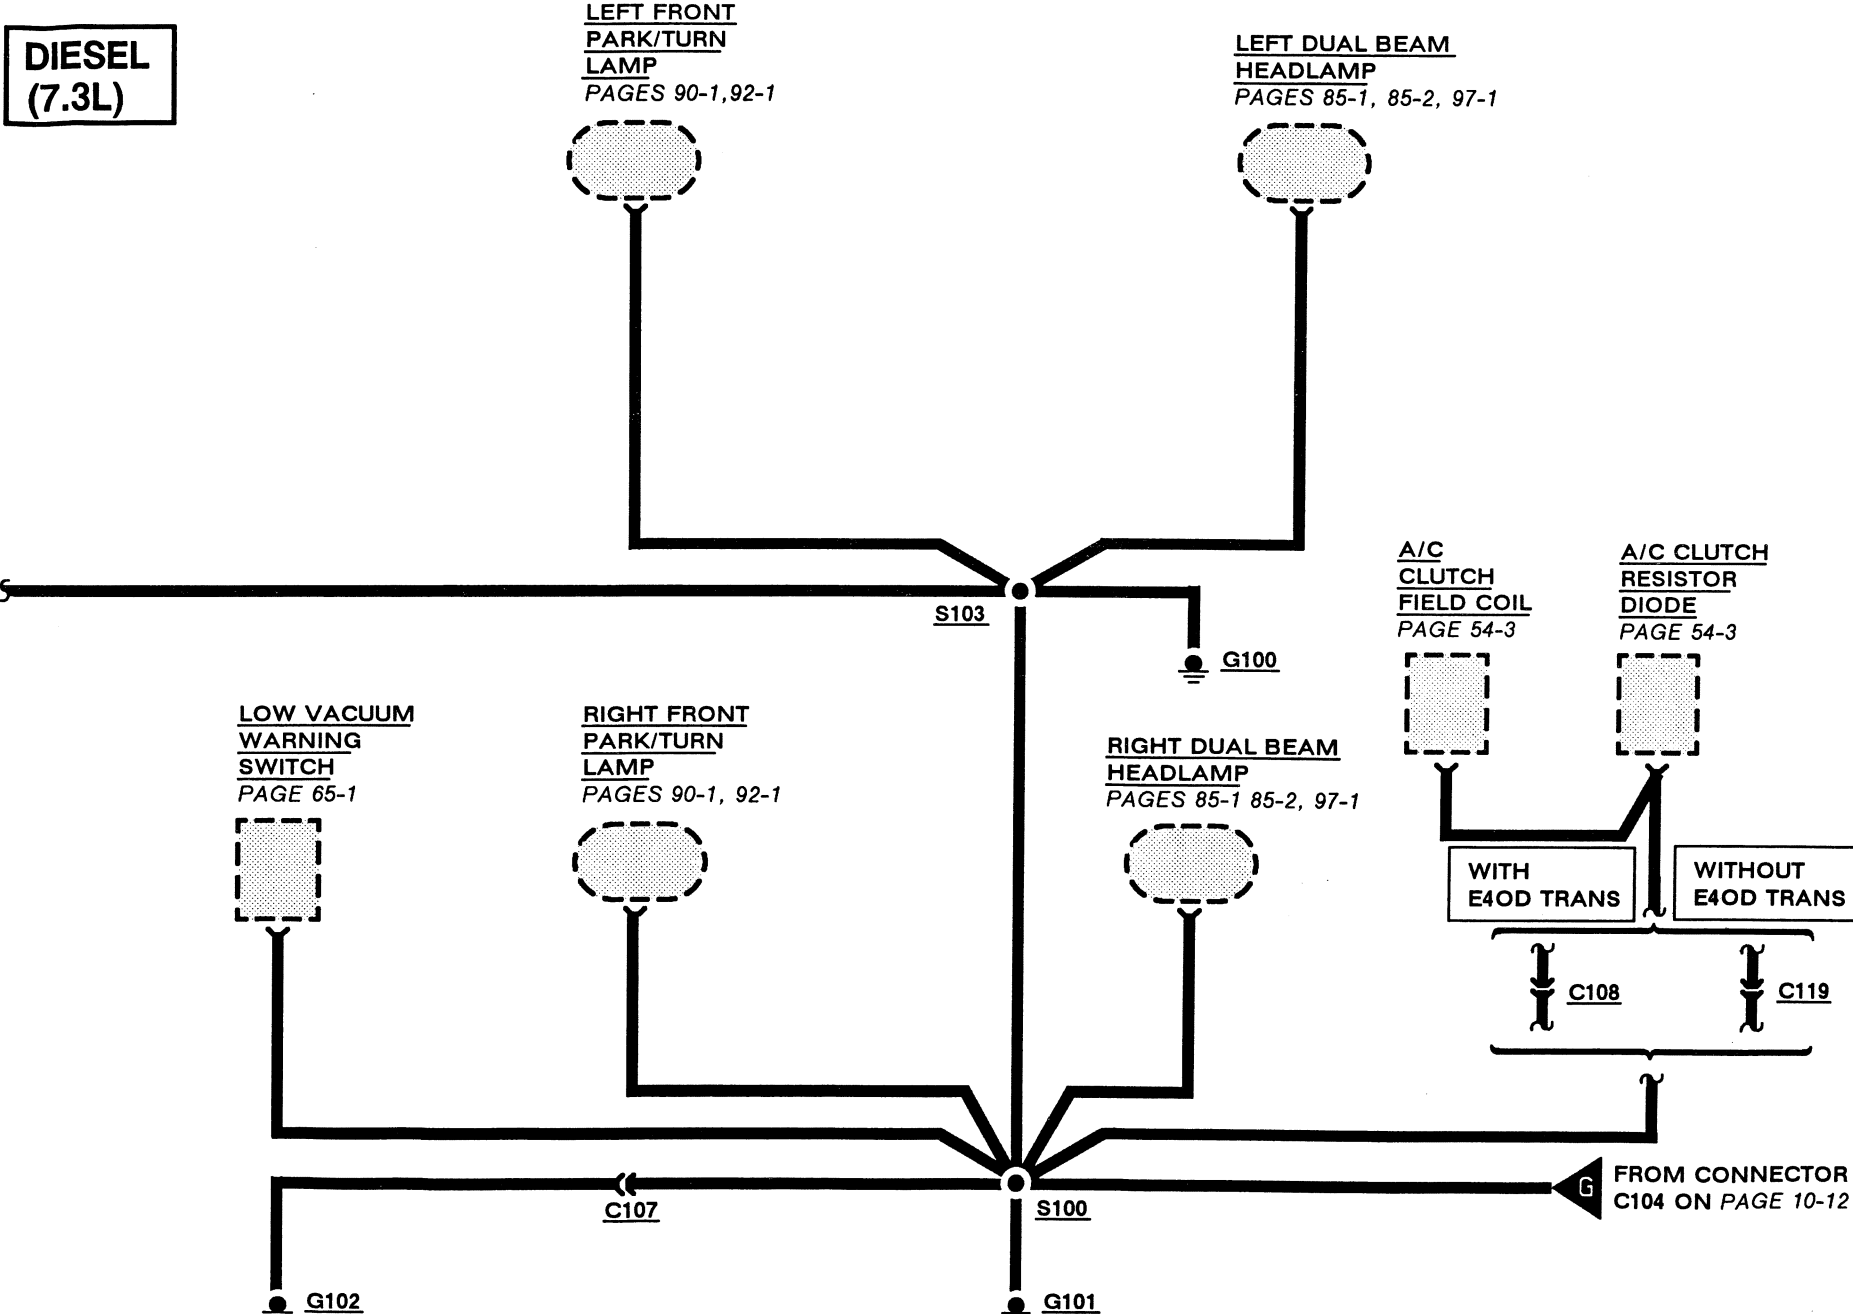 DIESEL
(7.3L)
LEFT FRONT
PARK/TURN
LAMP
PAGES 90-1,92-1
LEFT DUAL BEAM
HEADLAMP
PAGES 85-1, 85-2, 97-1
S103
G100
A/C
CLUTCH
FIELD COIL
PAGE 54-3
A/C CLUTCH
RESISTOR
DIODE
PAGE 54-3
LOW VACUUM
WARNING
SWITCH
PAGE 65-1
RIGHT FRONT
PARK/TURN
LAMP
PAGES 90-1, 92-1
RIGHT DUAL BEAM
HEADLAMP
PAGES 85-1 85-2, 97-1
WITH
E4OD TRANS
WITHOUT
E4OD TRANS
C108
C119
C107
S100
G
FROM CONNECTOR
C104 ON PAGE 10-12
G102
G101